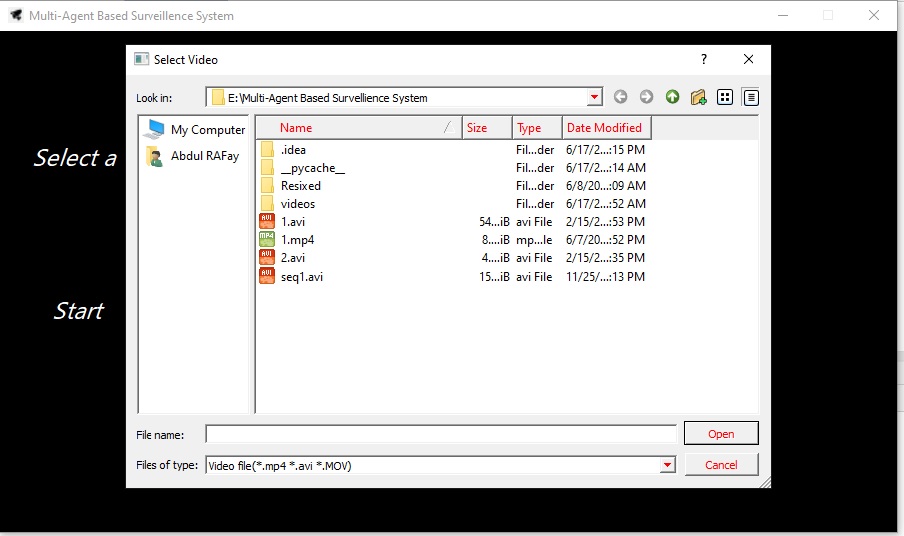 Multi-Agent Based Surveillence System
Select Video
Look in: E:\Multi-Agent Based Survellience System
My Computer
Abdul RAFay
Name Size Type Date Modified
.idea Fil...der 6/17/2...:15 PM
__pycache__ Fil...der 6/17/2...:14 AM
Resixed Fil...der 6/8/20...:09 AM
videos Fil...der 6/17/2...:52 AM
1.avi 54...iB avi File 2/15/2...:53 PM
1.mp4 8....iB mp...le 6/7/20...:52 PM
2.avi 4....iB avi File 2/15/2...:35 PM
seq1.avi 15...iB avi File 11/25/...:13 PM
Select a
Start
File name:
Open
Files of type: Video file(*.mp4 *.avi *.MOV)
Cancel